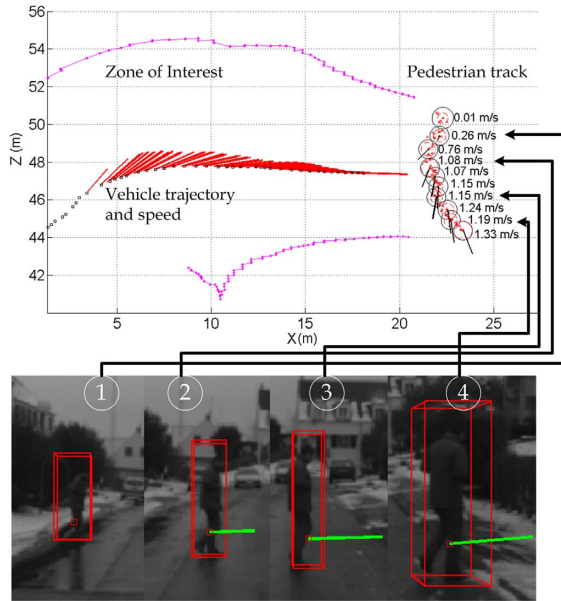 56
54
52
50
48
46
44
42
Z (m)
Zone of Interest
Pedestrian track
Vehicle trajectory
and speed
0.01 m/s
0.26 m/s
0.76 m/s
1.08 m/s
1.07 m/s
1.15 m/s
1.15 m/s
1.24 m/s
1.19 m/s
1.33 m/s
5
10
15
20
25
X(m)
1
2
3
4